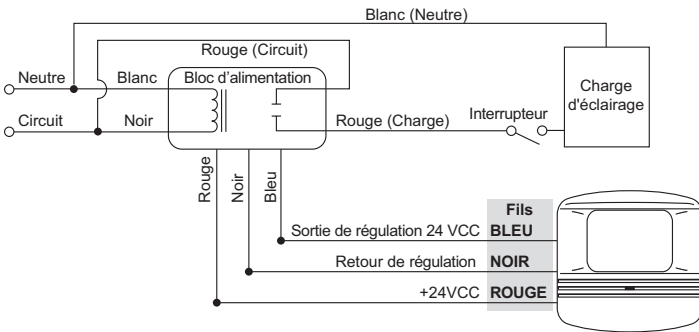 Blanc (Neutre)
Rouge (Circuit)
Neutre Blanc Bloc d'alimentation
Charge
d'éclairage
Circuit Noir Rouge (Charge) Interrupteur
Rouge
Noir
Bleu
Fils
Sortie de régulation 24 VCC BLEU
Retour de régulation NOIR
+24VCC ROUGE